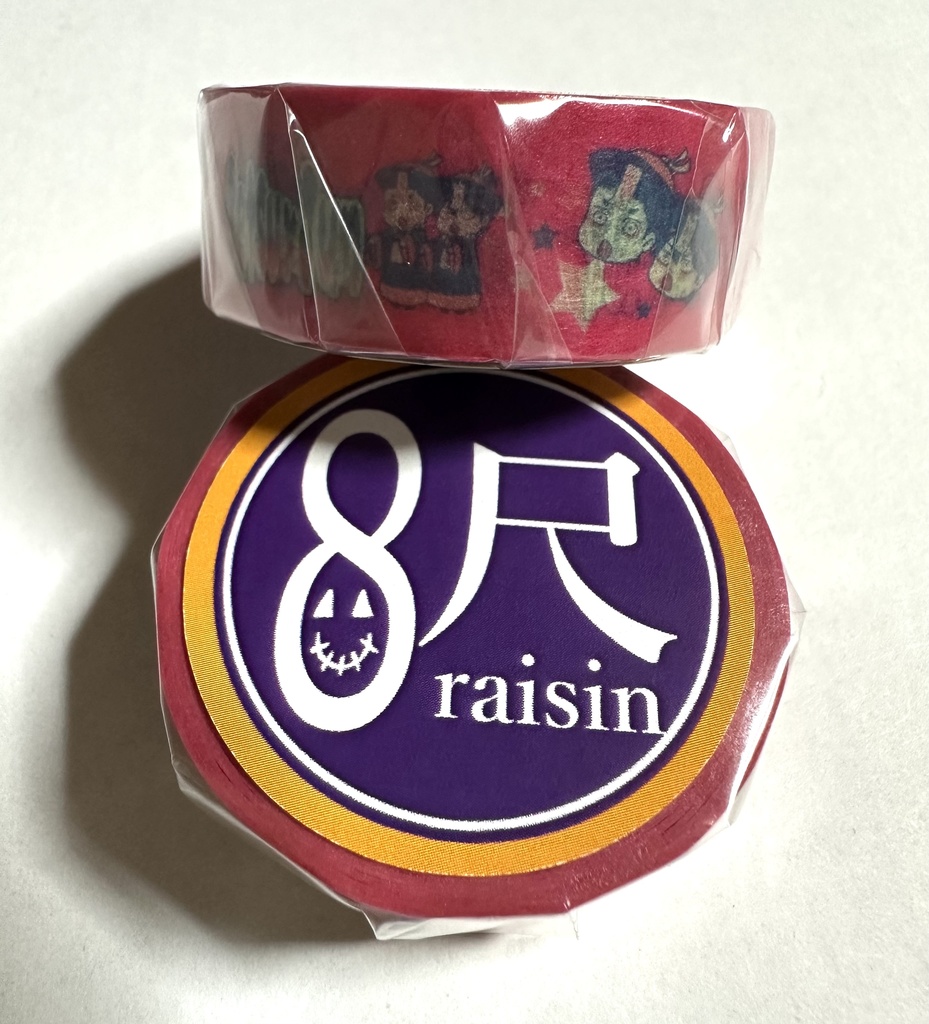 8尺
raisin